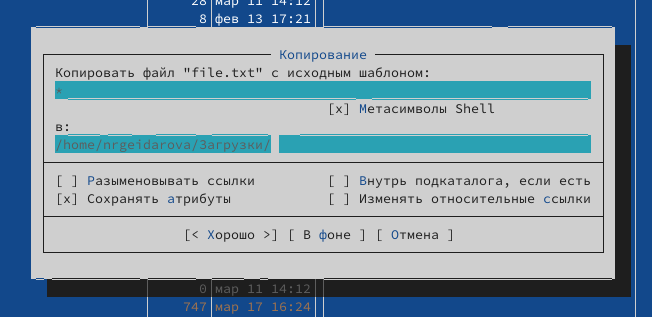 28 мар 11 14:12
8 фев 13 17:21
Копирование
Копировать файл "file.txt" с исходным шаблоном:
*
[x] Метасимволы Shell
в:
/home/nrgeidarova/Загрузки/
[ ] Разыменовывать ссылки [ ] Внутрь подкаталога, если есть
[x] Сохранять атрибуты [ ] Изменять относительные ссылки
[< Хорошо >] [ В фоне ] [ Отмена ]
0 мар 11 14:12
747 мар 17 16:24